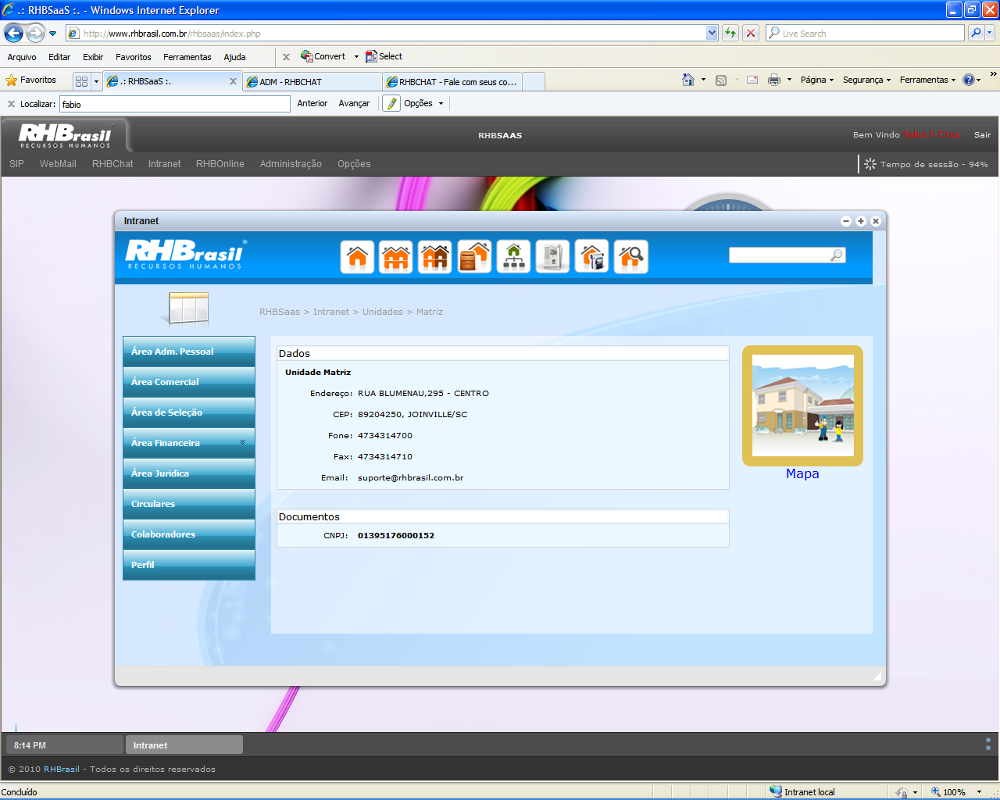 .: RHBSaaS :. - Windows Internet Explorer
http://www.rhbrasil.com.br/rhbsaas/index.php
Live Search
Arquivo Editar Exibir Favoritos Ferramentas Ajuda
Convert
Select
Favoritos
.: RHBSaaS :.
ADM - RHBCHAT
RHBCHAT - Fale com seus co...
Página
Segurança
Ferramentas
Localizar: fabio
Anterior Avançar
Opções
RHBrasil
RECURSOS HUMANOS
RHBSAAS
Bem Vindo Fabio h Cruz Sair
SIP WebMail RHBChat Intranet RHBOnline Administração Opções
Tempo de sessão - 94%
Intranet
RHBrasil®
RECURSOS HUMANOS
RHBSaas > Intranet > Unidades > Matriz
Área Adm. Pessoal
Área Comercial
Área de Seleção
Área Financeira
Área Juridica
Circulares
Colaboradores
Perfil
Dados
Unidade Matriz
Endereço: RUA BLUMENAU,295 - CENTRO
CEP: 89204250, JOINVILLE/SC
Fone: 4734314700
Fax: 4734314710
Email: suporte@rhbrasil.com.br
Documentos
CNPJ: 01395176000152
Mapa
8:14 PM
Intranet
© 2010 RHBrasil - Todos os direitos reservados
Concluído
Intranet local
100%